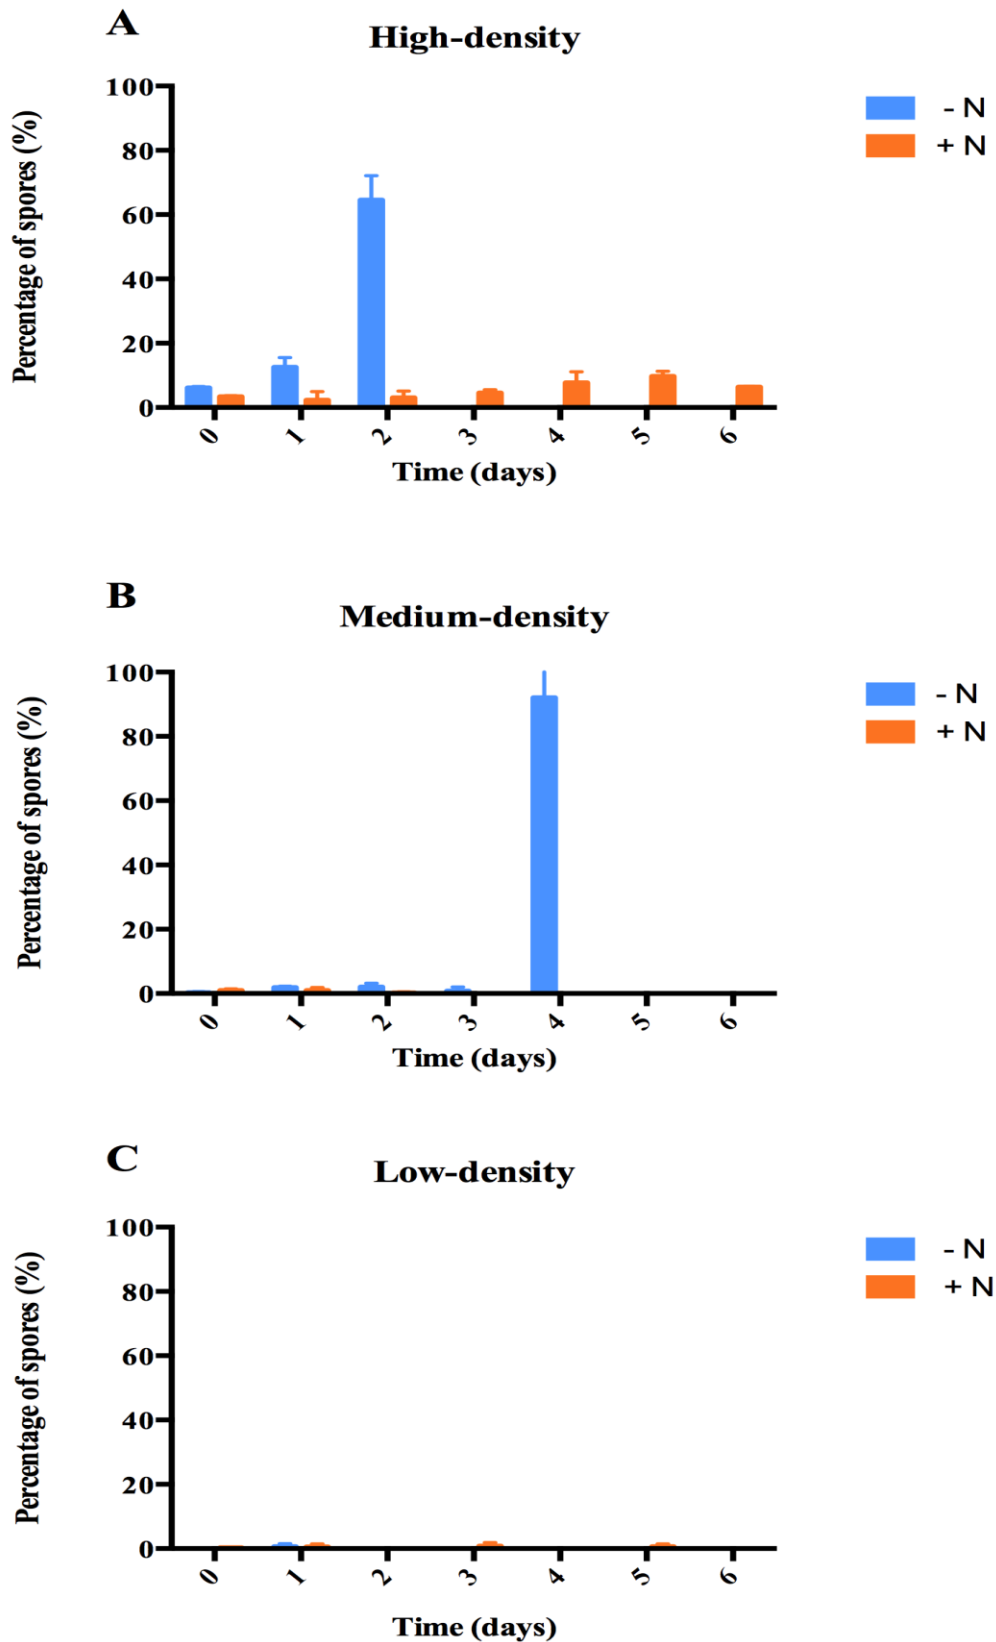 A
High-density
Percentage of spores (%)
100
80
60
40
20
0
0 1 2 3 4 5 6
Time (days)
- N
+ N
B
Medium-density
Percentage of spores (%)
100
80
60
40
20
0
0 1 2 3 4 5 6
Time (days)
- N
+ N
C
Low-density
Percentage of spores (%)
100
80
60
40
20
0
0 1 2 3 4 5 6
Time (days)
- N
+ N